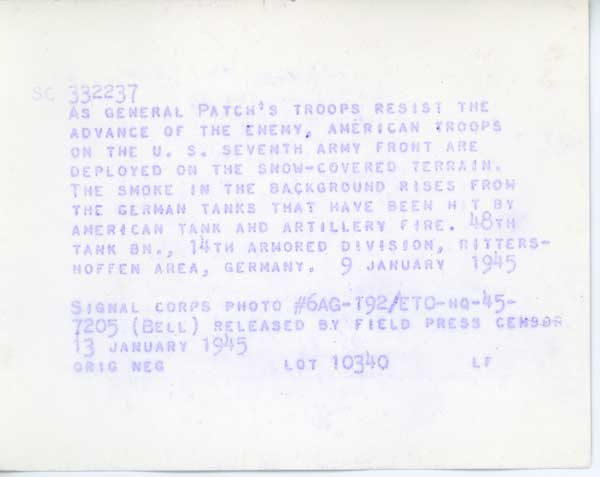 SC 332237
AS GENERAL PATCH'S TROOPS RESIST THE
ADVANCE OF THE ENEMY, AMERICAN TROOPS
ON THE U. S. SEVENTH ARMY FRONT ARE
DEPLOYED ON THE SNOW-COVERED TERRAIN.
THE SMOKE IN THE BACKGROUND RISES FROM
THE GERMAN TANKS THAT HAVE BEEN HIT BY
AMERICAN TANK AND ARTILLERY FIRE. 48TH
TANK BN., 14TH ARMORED DIVISION, RITTERS-
HOFFEN AREA, GERMANY. 9 JANUARY 1945
SIGNAL CORPS PHOTO #6AG-T92/ETO-HQ-45-
7205 (BELL) RELEASED BY FIELD PRESS CENSOR
13 JANUARY 1945
ORIG NEG LOT 10340 LF